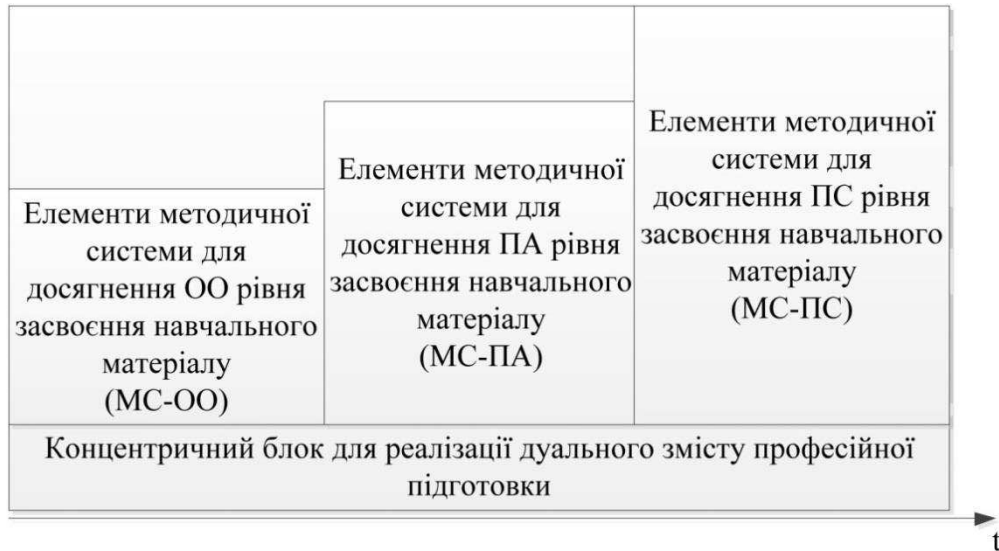 Елементи методичної
системи для
досягнення ОО рівня
засвоєння навчального
матеріалу
(МС-ОО)
Елементи методичної
системи для
досягнення ПА рівня
засвоєння навчального
матеріалу
(МС-ПА)
Елементи методичної
системи для
досягнення ПС рівня
засвоєння навчального
матеріалу
(МС-ПС)
Концентричний блок для реалізації дуального змісту професійної
підготовки
t